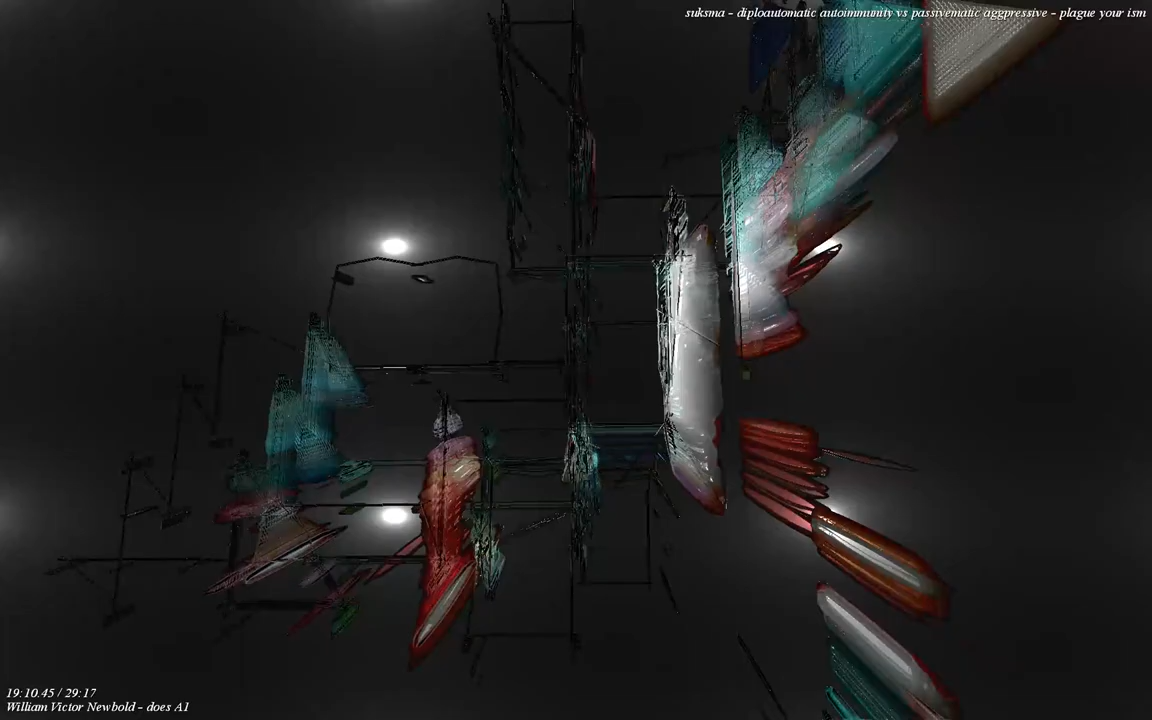 suksma - diploautomatic autoimmunity vs passivematic aggpressive - plague your ism
19:10.45 / 29:17
William Victor Newbold - does A1